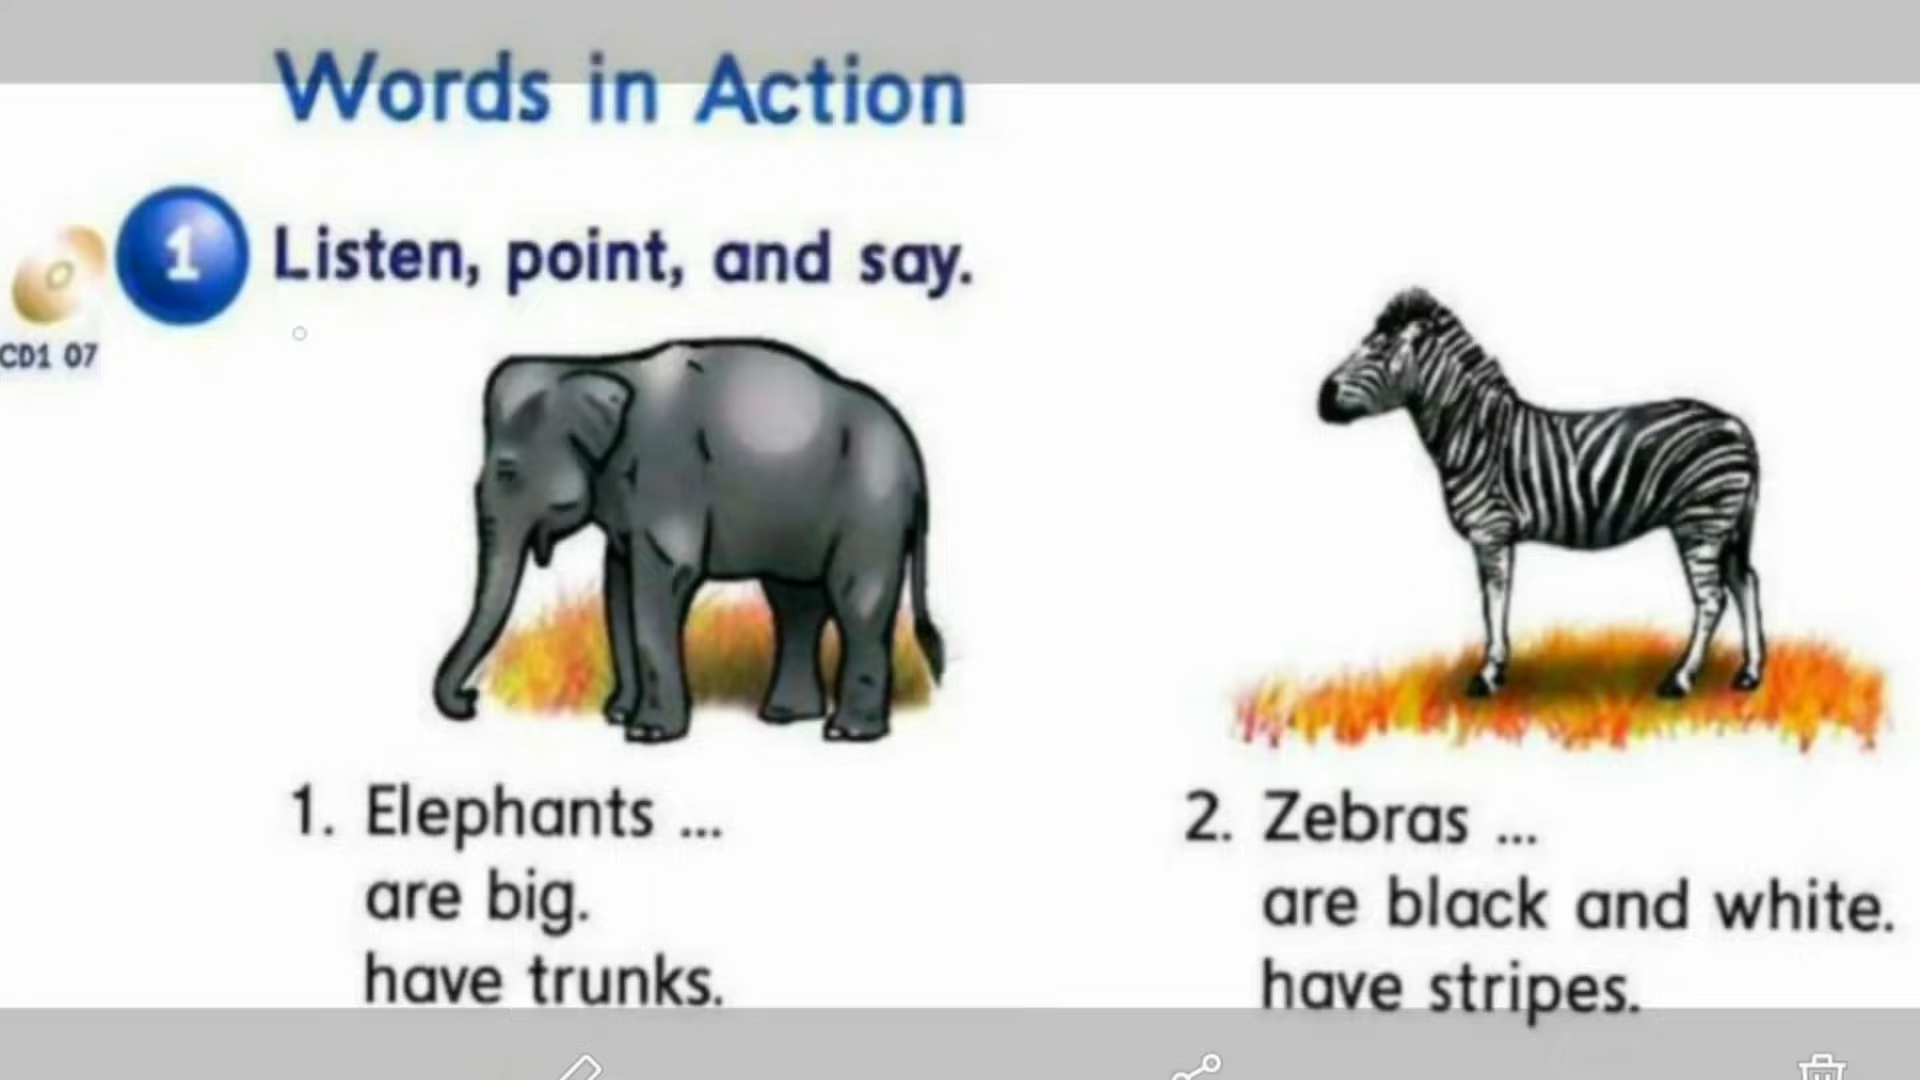 Words in Action
1 Listen, point, and say.
CD1 07
1. Elephants ...
are big.
have trunks.
2. Zebras ...
are black and white.
have stripes.